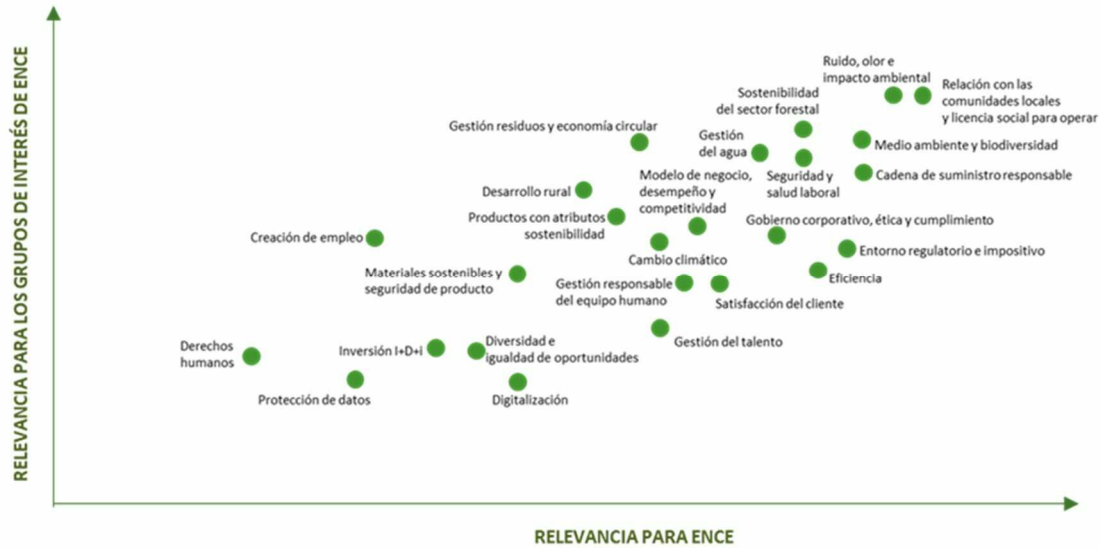 RELEVANCIA PARA LOS GRUPOS DE INTERÉS DE ENCE
Ruido, olor e
impacto ambiental
Relación con las
comunidades locales
y licencia social para operar
Sostenibilidad
del sector forestal
Gestión residuos y economía circular
Gestión
del agua
Medio ambiente y biodiversidad
Seguridad y
salud laboral
Cadena de suministro responsable
Modelo de negocio,
desempeño y
competitividad
Desarrollo rural
Productos con atributos
sostenibilidad
Gobierno corporativo, ética y cumplimiento
Creación de empleo
Cambio climático
Entorno regulatorio e impositivo
Materiales sostenibles y
seguridad de producto
Gestión responsable
del equipo humano
Eficiencia
Satisfacción del cliente
Gestión del talento
Derechos
humanos
Inversión I+D+i
Diversidad e
igualdad de oportunidades
Protección de datos
Digitalización
RELEVANCIA PARA ENCE